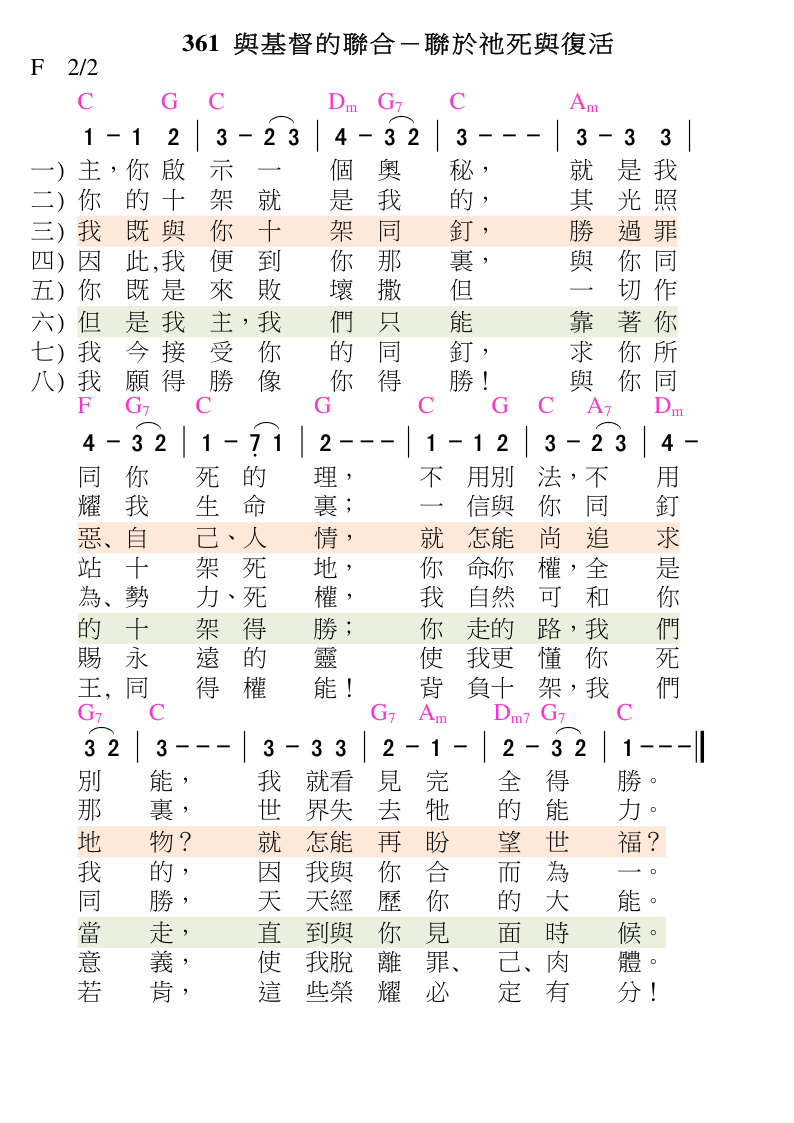 361 與基督的聯合－聯於祂死與復活
F 2/2
C G C Dm G7 C Am
1 - 1 2 | 3 - 2 3 | 4 - 3 2 | 3 - - - | 3 - 3 3 |
一) 主，你 啟 示 一 個 奧 秘， 就 是 我
二) 你 的 十 架 就 是 我 的， 其 光 照
三) 我 既 與 你 十 架 同 釘， 勝 過 罪
四) 因 此,我 便 到 你 那 裏， 與 你 同
五) 你 既 是 來 敗 壞 撒 但 一 切 作
六) 但 是 我 主，我 們 只 能 靠 著 你
七) 我 今 接 受 你 的 同 釘， 求 你 所
八) 我 願 得 勝 像 你 得 勝！ 與 你 同
F G7 C G C G C A7 Dm
4 - 3 2 | 1 - 7̣ 1 | 2 - - - | 1 - 1 2 | 3 - 2 3 | 4 -
同 你 死 的 理， 不 用別 法，不 用
耀 我 生 命 裏； 一 信與 你 同 釘
惡、自 己、人 情， 就 怎能 尚 追 求
站 十 架 死 地， 你 命你 權，全 是
為、勢 力、死 權， 我 自然 可 和 你
的 十 架 得 勝； 你 走的 路，我 們
賜 永 遠 的 靈 使 我更 懂 你 死
王, 同 得 權 能！ 背 負十 架，我 們
G7 C G7 Am Dm7 G7 C
3 2 | 3 - - - | 3 - 3 3 | 2 - 1 - | 2 - 3 2 | 1 - - - ‖
別 能， 我 就看 見 完 全 得 勝。
那 裏， 世 界失 去 牠 的 能 力。
地 物？ 就 怎能 再 盼 望 世 福？
我 的， 因 我與 你 合 而 為 一。
同 勝， 天 天經 歷 你 的 大 能。
當 走， 直 到與 你 見 面 時 候。
意 義， 使 我脫 離 罪、 己、肉 體。
若 肯， 這 些榮 耀 必 定 有 分！